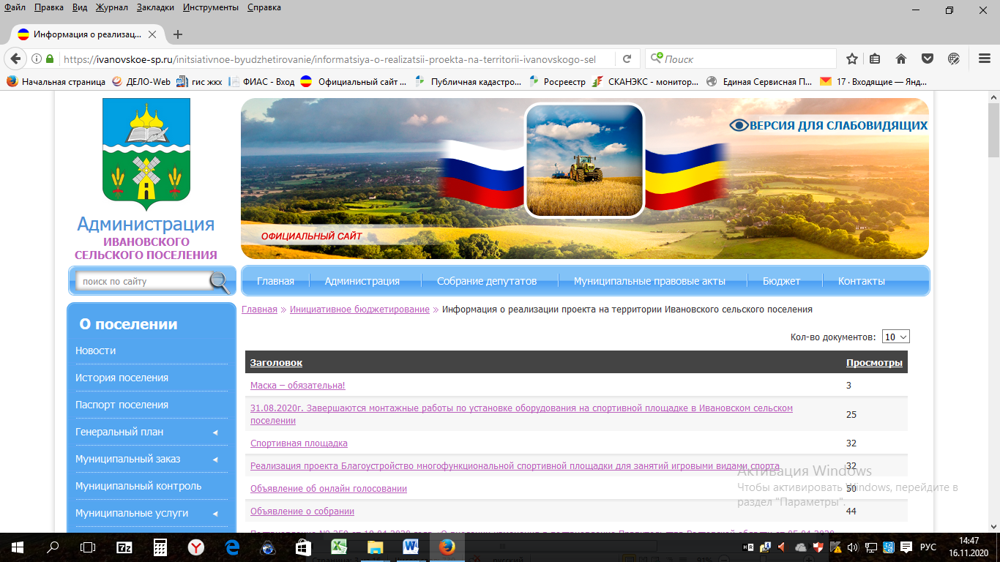 Файл Правка Вид Журнал Закладки Инструменты Справка
Информация о реализац...
https://ivanovskoe-sp.ru/initsiativnoe-byudzhetirovanie/informatsiya-o-realizatsii-proekta-na-territorii-ivanovskogo-sel
Поиск
Начальная страница ДЕЛО-Web гис жкх ФИАС - Вход Официальный сайт ... Публичная кадастро... Росреестр СКАНЭКС - монитор... Единая Сервисная П... 17 · Входящие — Янд...
ВЕРСИЯ ДЛЯ СЛАБОВИДЯЩИХ
ОФИЦИАЛЬНЫЙ САЙТ
Администрация
ИВАНОВСКОГО
СЕЛЬСКОГО ПОСЕЛЕНИЯ
поиск по сайту
Главная Администрация Собрание депутатов Муниципальные правовые акты Бюджет Контакты
О поселении
Новости
История поселения
Паспорт поселения
Генеральный план
Муниципальный заказ
Муниципальный контроль
Муниципальные услуги
Главная » Инициативное бюджетирование » Информация о реализации проекта на территории Ивановского сельского поселения
Кол-во документов: 10
Заголовок Просмотры
Маска – обязательна! 3
31.08.2020г. Завершаются монтажные работы по установке оборудования на спортивной площадке в Ивановском сельском
поселении 25
Спортивная площадка 32
Реализация проекта Благоустройство многофункциональной спортивной площадки для занятий игровыми видами спорта 32
Объявление об онлайн голосовании 50
Объявление о собрании 44
Активация Windows
Чтобы активировать Windows, перейдите в
раздел "Параметры".
РУС
14:47
16.11.2020